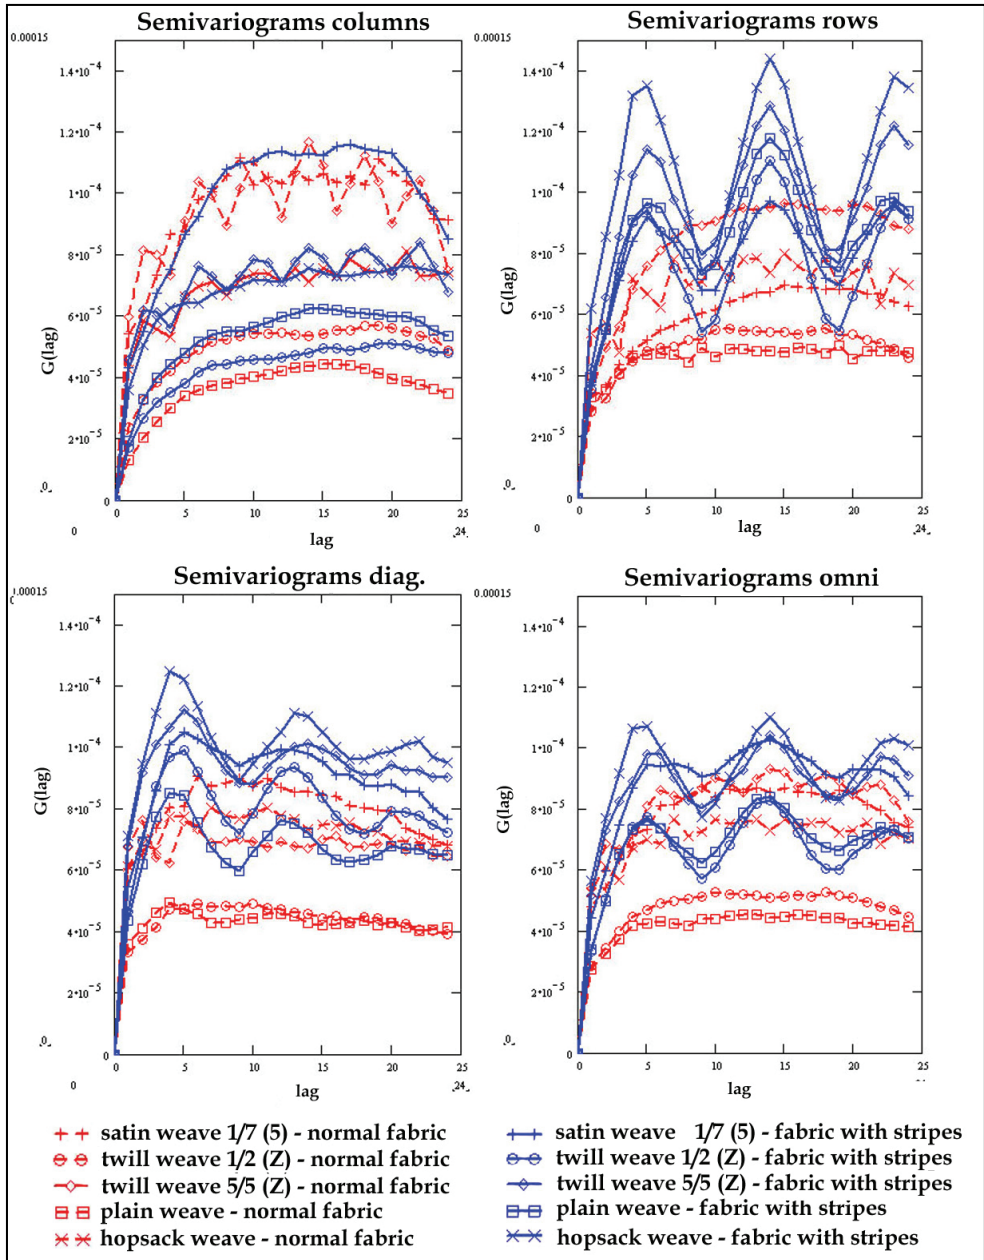 Semivariograms columns
0.00015
1.4•10⁻⁴
1.2•10⁻⁴
1•10⁻⁴
8•10⁻⁵
6•10⁻⁵
4•10⁻⁵
2•10⁻⁵
0
G(lag)
0 5 10 15 20 25
0 lag 24
Semivariograms rows
0.00015
1.4•10⁻⁴
1.2•10⁻⁴
1•10⁻⁴
8•10⁻⁵
6•10⁻⁵
4•10⁻⁵
2•10⁻⁵
0
G(lag)
0 5 10 15 20 25
0 lag 24
Semivariograms diag.
0.00015
1.4•10⁻⁴
1.2•10⁻⁴
1•10⁻⁴
8•10⁻⁵
6•10⁻⁵
4•10⁻⁵
2•10⁻⁵
0
G(lag)
0 5 10 15 20 25
0 lag 24
Semivariograms omni
0.00015
1.4•10⁻⁴
1.2•10⁻⁴
1•10⁻⁴
8•10⁻⁵
6•10⁻⁵
4•10⁻⁵
2•10⁻⁵
0
G(lag)
0 5 10 15 20 25
0 lag
satin weave 1/7 (5) - normal fabric
twill weave 1/2 (Z) - normal fabric
twill weave 5/5 (Z) - normal fabric
plain weave - normal fabric
hopsack weave - normal fabric
satin weave 1/7 (5) - fabric with stripes
twill weave 1/2 (Z) - fabric with stripes
twill weave 5/5 (Z) - fabric with stripes
plain weave - fabric with stripes
hopsack weave - fabric with stripes